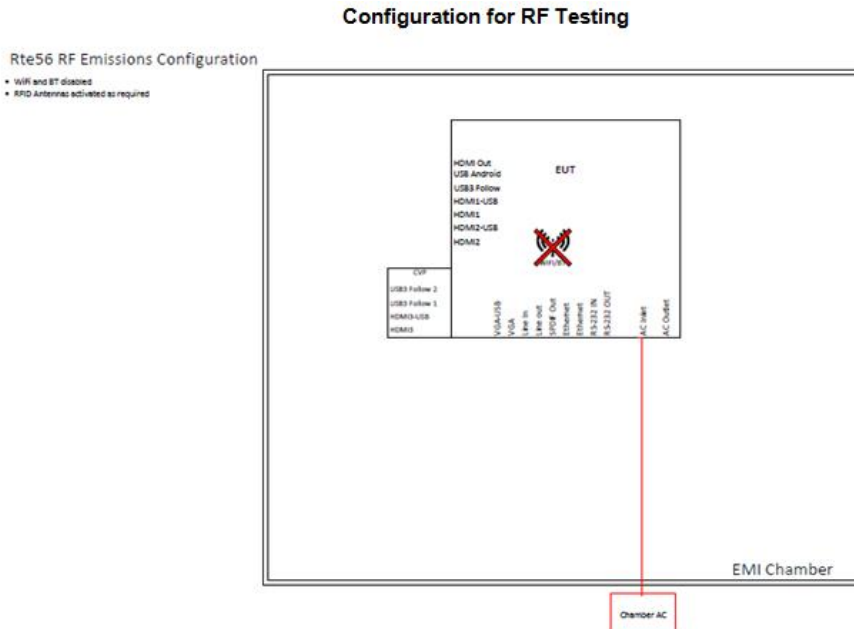 Configuration for RF Testing
Rte56 RF Emissions Configuration
• WiFi and BT disabled
• RFID Antennas activated as required
HDMI Out
USB Android
USB3 Follow
HDMI1-USB
HDMI1
HDMI2-USB
HDMI2
EUT
WIFI/BT
CVP
USB3 Follow 2
USB3 Follow 1
HDMI3-USB
HDMI3
VGA-USB
VGA
Line In
Line out
SPDIF Out
Ethernet
Ethernet
RS-232 IN
RS-232 OUT
AC Inlet
AC Outlet
EMI Chamber
Chamber AC